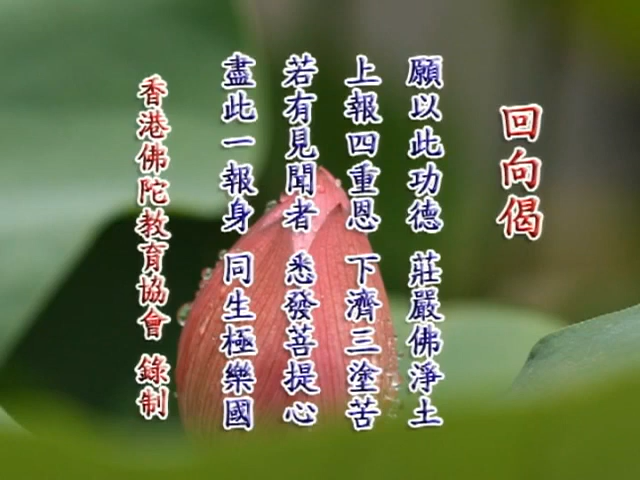 回向偈
願以此功德 莊嚴佛淨土
上報四重恩 下濟三塗苦
若有見聞者 悉發菩提心
盡此一報身 同生極樂國
香港佛陀教育協會 錄制